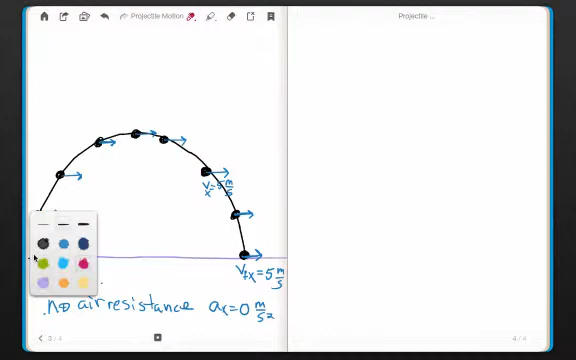 Projectile Motion
Projectile ...
Vx=5 m/s
Vfx=5 m/s
no air resistance ax=0 m/s²
3 / 4
4 / 4